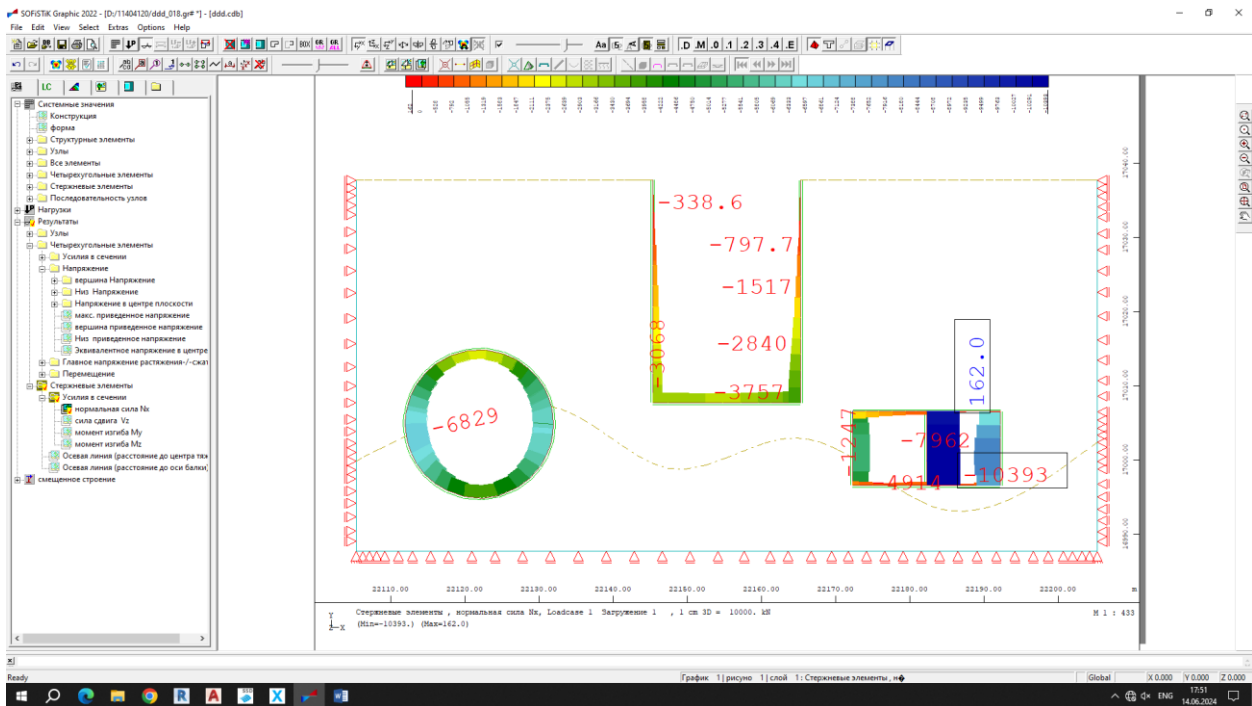 SOFiSTiK Graphic 2022 - [D:/11404120/ddd_018.gr# *] - [ddd.cdb]
File Edit View Select Extras Options Help
Системные значения
Конструкция
форма
Структурные элементы
Узлы
Все элементы
Четырехугольные элементы
Стержневые элементы
Последовательность узлов
Нагрузки
Результаты
Узлы
Четырехугольные элементы
Усилия в сечении
Напряжение
вершина Напряжение
Низ Напряжение
Напряжение в центре плоскости
макс. приведенное напряжение
вершина приведенное напряжение
Низ приведенное напряжение
Эквивалентное напряжение в центре
Главное напряжение растяжения-/-сжат
Перемещение
Стержневые элементы
Усилия в сечении
нормальная сила Nx
сила сдвига Vz
момент изгиба My
момент изгиба Mz
Осевая линия (расстояние до центра тяж
Осевая линия (расстояние до оси балки)
смещенное строение
-338.6
-797.7
-1517
-3068
-2840
-3757
162.0
-6829
-1247
-7962
-4914
-10393
22110.00 22120.00 22130.00 22140.00 22150.00 22160.00 22170.00 22180.00 22190.00 22200.00 m
Стержневые элементы , нормальная сила Nx, Loadcase 1 Загружение 1 , 1 cm 3D = 10000. kN
M 1 : 433
(Min=-10393.) (Max=162.0)
Ready
График 1 | рисуно 1 | слой 1 : Стержневые элементы , н�
Global
X 0.000 Y 0.000 Z 0.000
ENG
17:51
14.06.2024